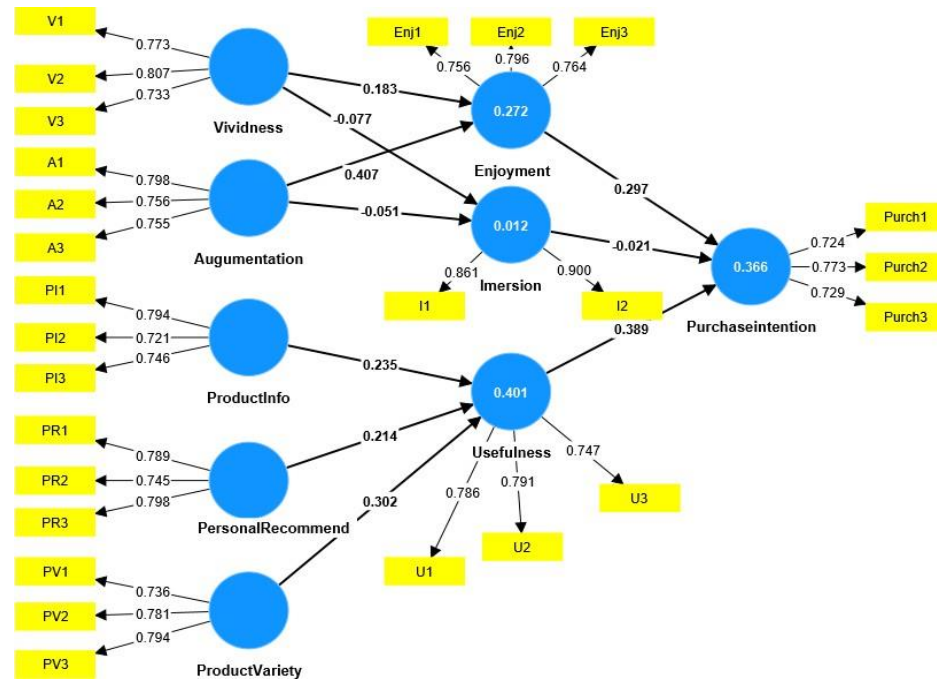 V1
0.773
V2
0.807
V3
0.733
Vividness
Enj1
Enj2
Enj3
0.756
0.796
0.764
0.183
0.272
Enjoyment
-0.077
A1
0.798
A2
0.756
A3
0.755
Augumentation
0.407
-0.051
0.012
Imersion
0.861
0.900
I1
I2
0.297
-0.021
0.389
0.366
Purchaseintention
0.724
Purch1
0.773
Purch2
0.729
Purch3
PI1
0.794
PI2
0.721
PI3
0.746
ProductInfo
0.235
0.401
Usefulness
PR1
0.789
PR2
0.745
PR3
0.798
PersonalRecommend
0.214
0.302
0.786
0.791
0.747
U1
U2
U3
PV1
0.736
PV2
0.781
PV3
0.794
ProductVariety